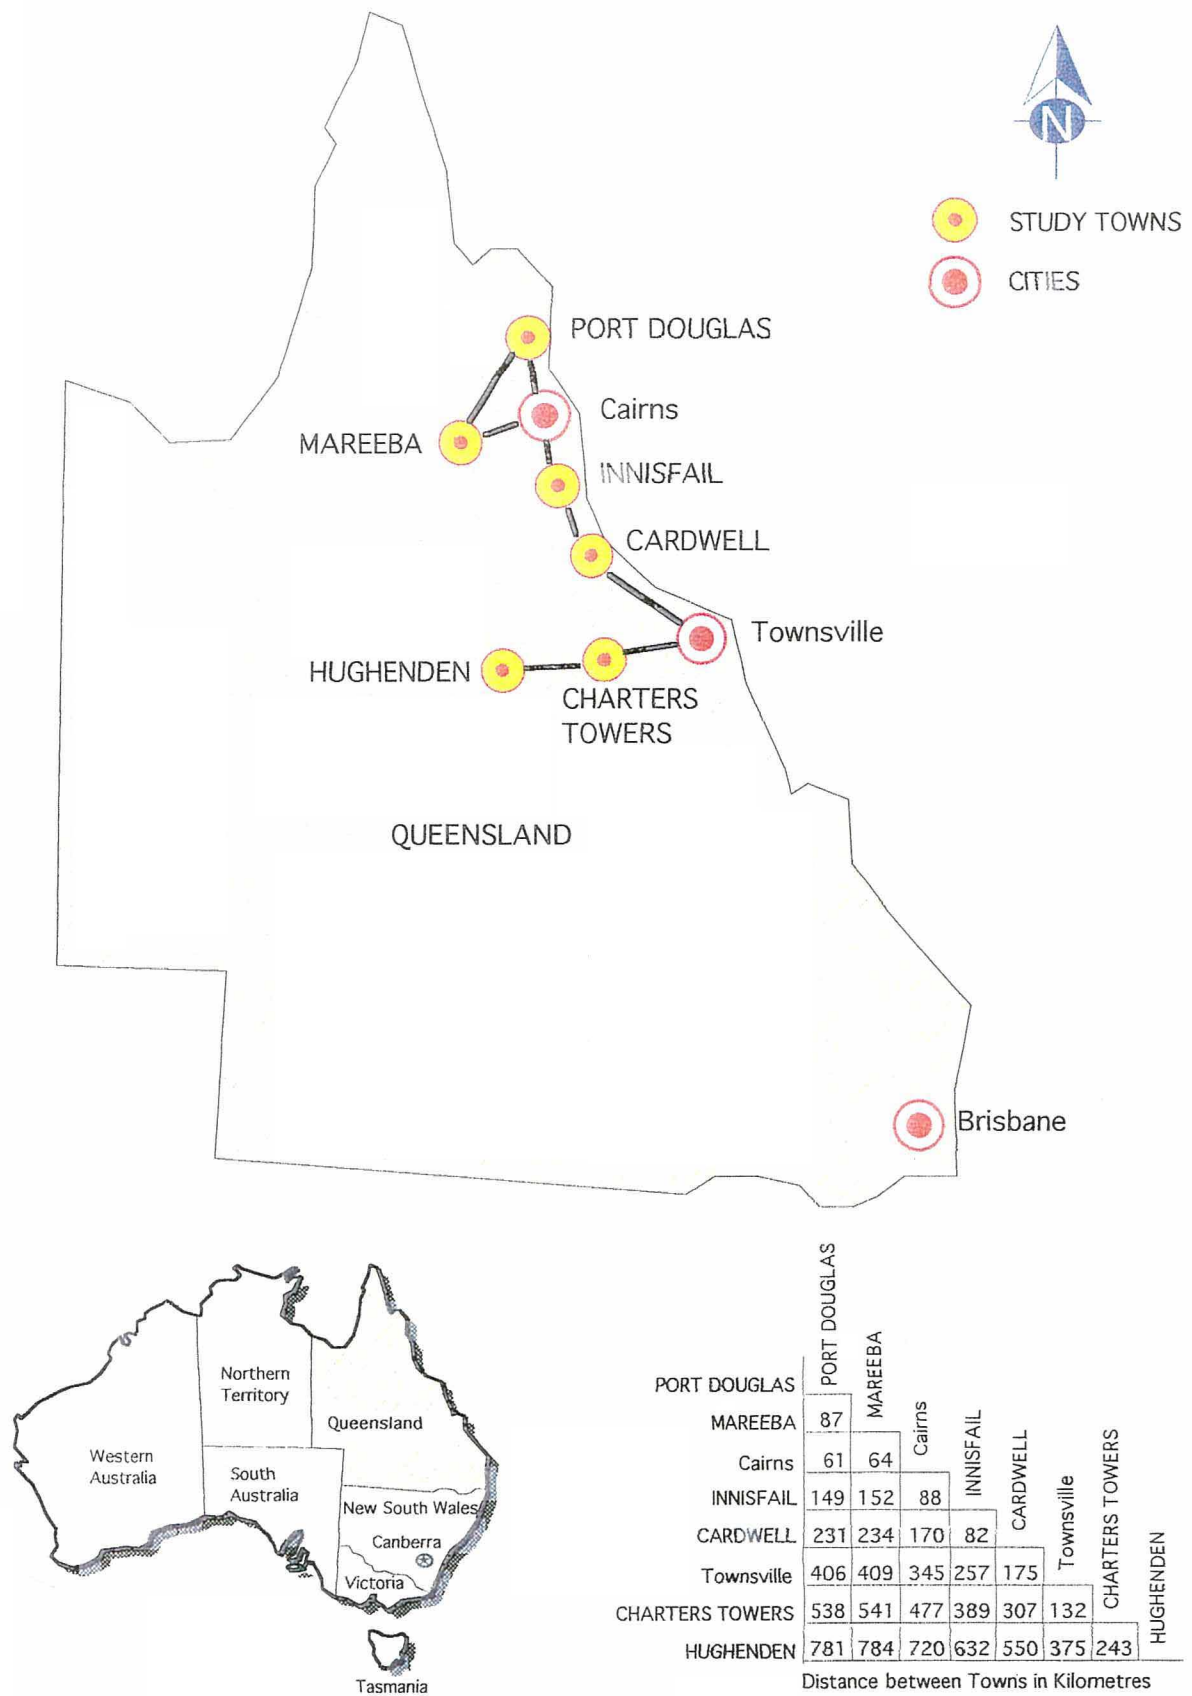 N
STUDY TOWNS
CITIES
PORT DOUGLAS
Cairns
MAREEBA
INNISFAIL
CARDWELL
Townsville
HUGHENDEN
CHARTERS
TOWERS
QUEENSLAND
Brisbane
Northern
Territory
Queensland
Western
Australia
South
Australia
New South Wales
Canberra
Victoria
Tasmania
PORT DOUGLAS
MAREEBA
Cairns
INNISFAIL
CARDWELL
Townsville
CHARTERS TOWERS
HUGHENDEN
PORT DOUGLAS
MAREEBA 87
Cairns 61 64
INNISFAIL 149 152 88
CARDWELL 231 234 170 82
Townsville 406 409 345 257 175
CHARTERS TOWERS 538 541 477 389 307 132
HUGHENDEN 781 784 720 632 550 375 243
Distance between Towns in Kilometres